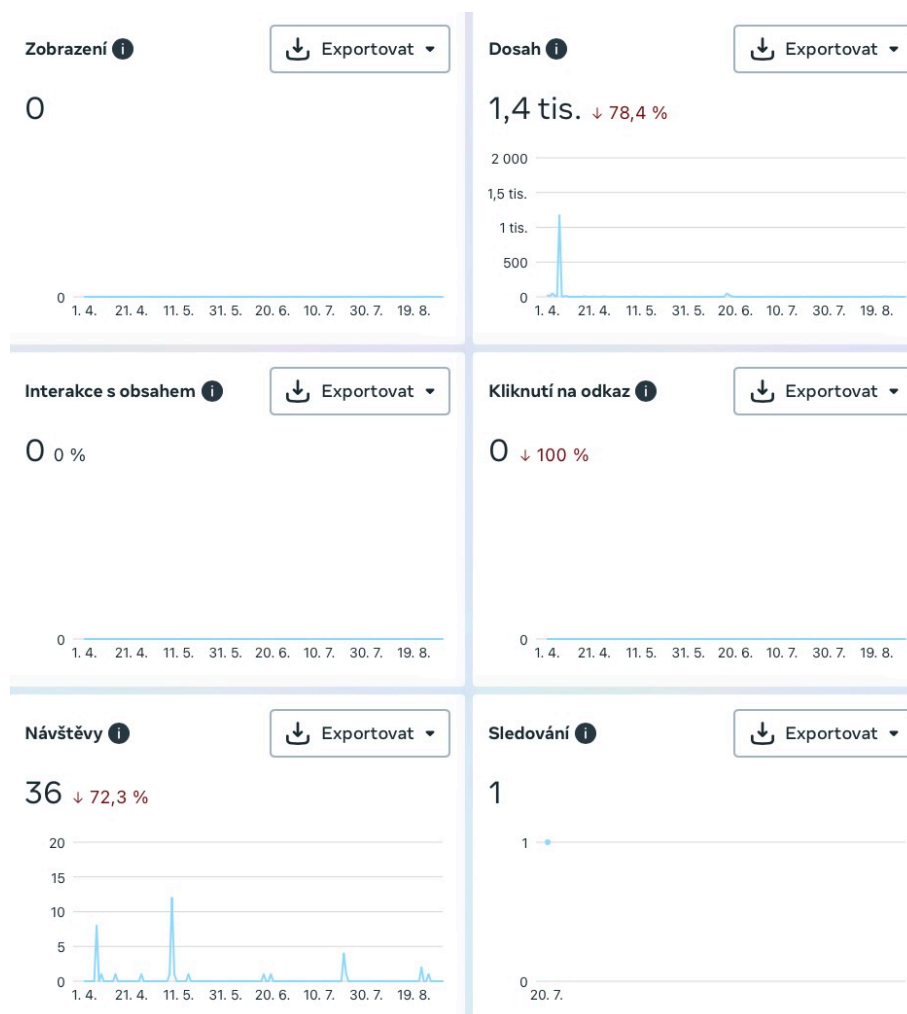 Zobrazení
Exportovat
0
0
1. 4. 21. 4. 11. 5. 31. 5. 20. 6. 10. 7. 30. 7. 19. 8.
Dosah
Exportovat
1,4 tis. ↓ 78,4 %
2 000
1,5 tis.
1 tis.
500
0
1. 4. 21. 4. 11. 5. 31. 5. 20. 6. 10. 7. 30. 7. 19. 8.
Interakce s obsahem
Exportovat
0 0 %
0
1. 4. 21. 4. 11. 5. 31. 5. 20. 6. 10. 7. 30. 7. 19. 8.
Kliknutí na odkaz
Exportovat
0 ↓ 100 %
0
1. 4. 21. 4. 11. 5. 31. 5. 20. 6. 10. 7. 30. 7. 19. 8.
Návštěvy
Exportovat
36 ↓ 72,3 %
20
15
10
5
0
1. 4. 21. 4. 11. 5. 31. 5. 20. 6. 10. 7. 30. 7. 19. 8.
Sledování
Exportovat
1
1
0
20. 7.